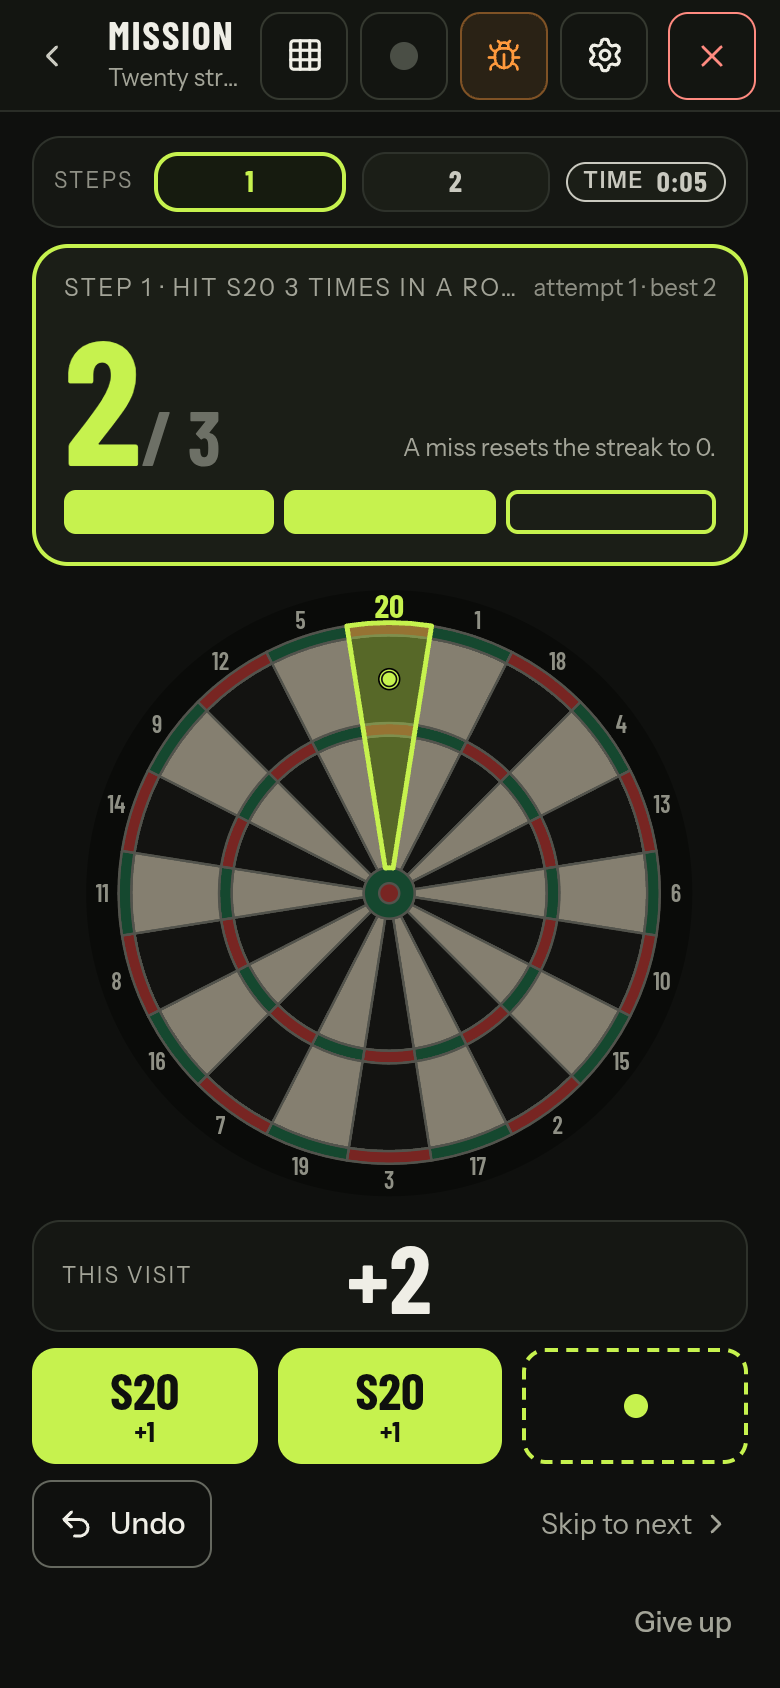 MISSION
Twenty str...
STEPS 1 2 TIME 0:05
STEP 1 · HIT S20 3 TIMES IN A RO... attempt 1 · best 2
2 / 3
A miss resets the streak to 0.
20
5 1
12 18
9 4
14 13
11 6
8 10
16 15
7 2
19 17
3
THIS VISIT +2
S20 S20
+1 +1
Undo Skip to next
Give up